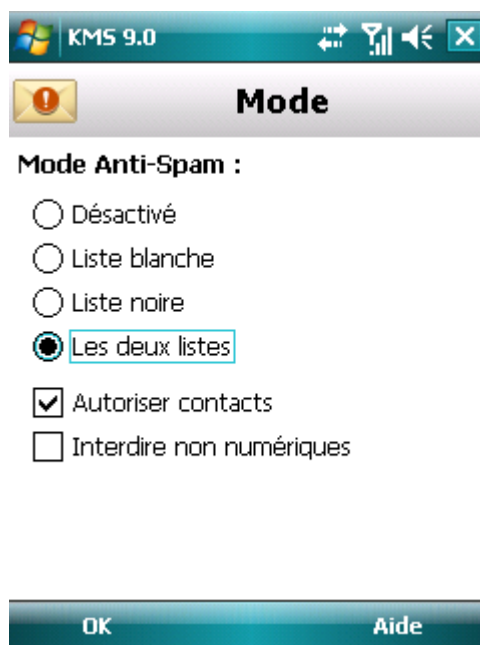 KMS 9.0
Mode
Mode Anti-Spam :
Désactivé
Liste blanche
Liste noire
Les deux listes
Autoriser contacts
Interdire non numériques
OK Aide